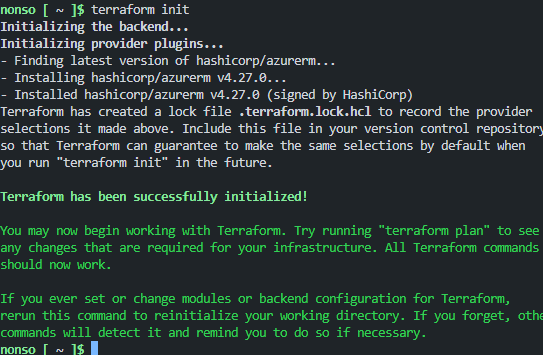 nonso [ ~ ]$ terraform init
Initializing the backend...
Initializing provider plugins...
- Finding latest version of hashicorp/azurerm...
- Installing hashicorp/azurerm v4.27.0...
- Installed hashicorp/azurerm v4.27.0 (signed by HashiCorp)
Terraform has created a lock file .terraform.lock.hcl to record the provider
selections it made above. Include this file in your version control repository
so that Terraform can guarantee to make the same selections by default when
you run "terraform init" in the future.
Terraform has been successfully initialized!
You may now begin working with Terraform. Try running "terraform plan" to see
any changes that are required for your infrastructure. All Terraform commands
should now work.
If you ever set or change modules or backend configuration for Terraform,
rerun this command to reinitialize your working directory. If you forget, othe
commands will detect it and remind you to do so if necessary.
nonso [ ~ ]$